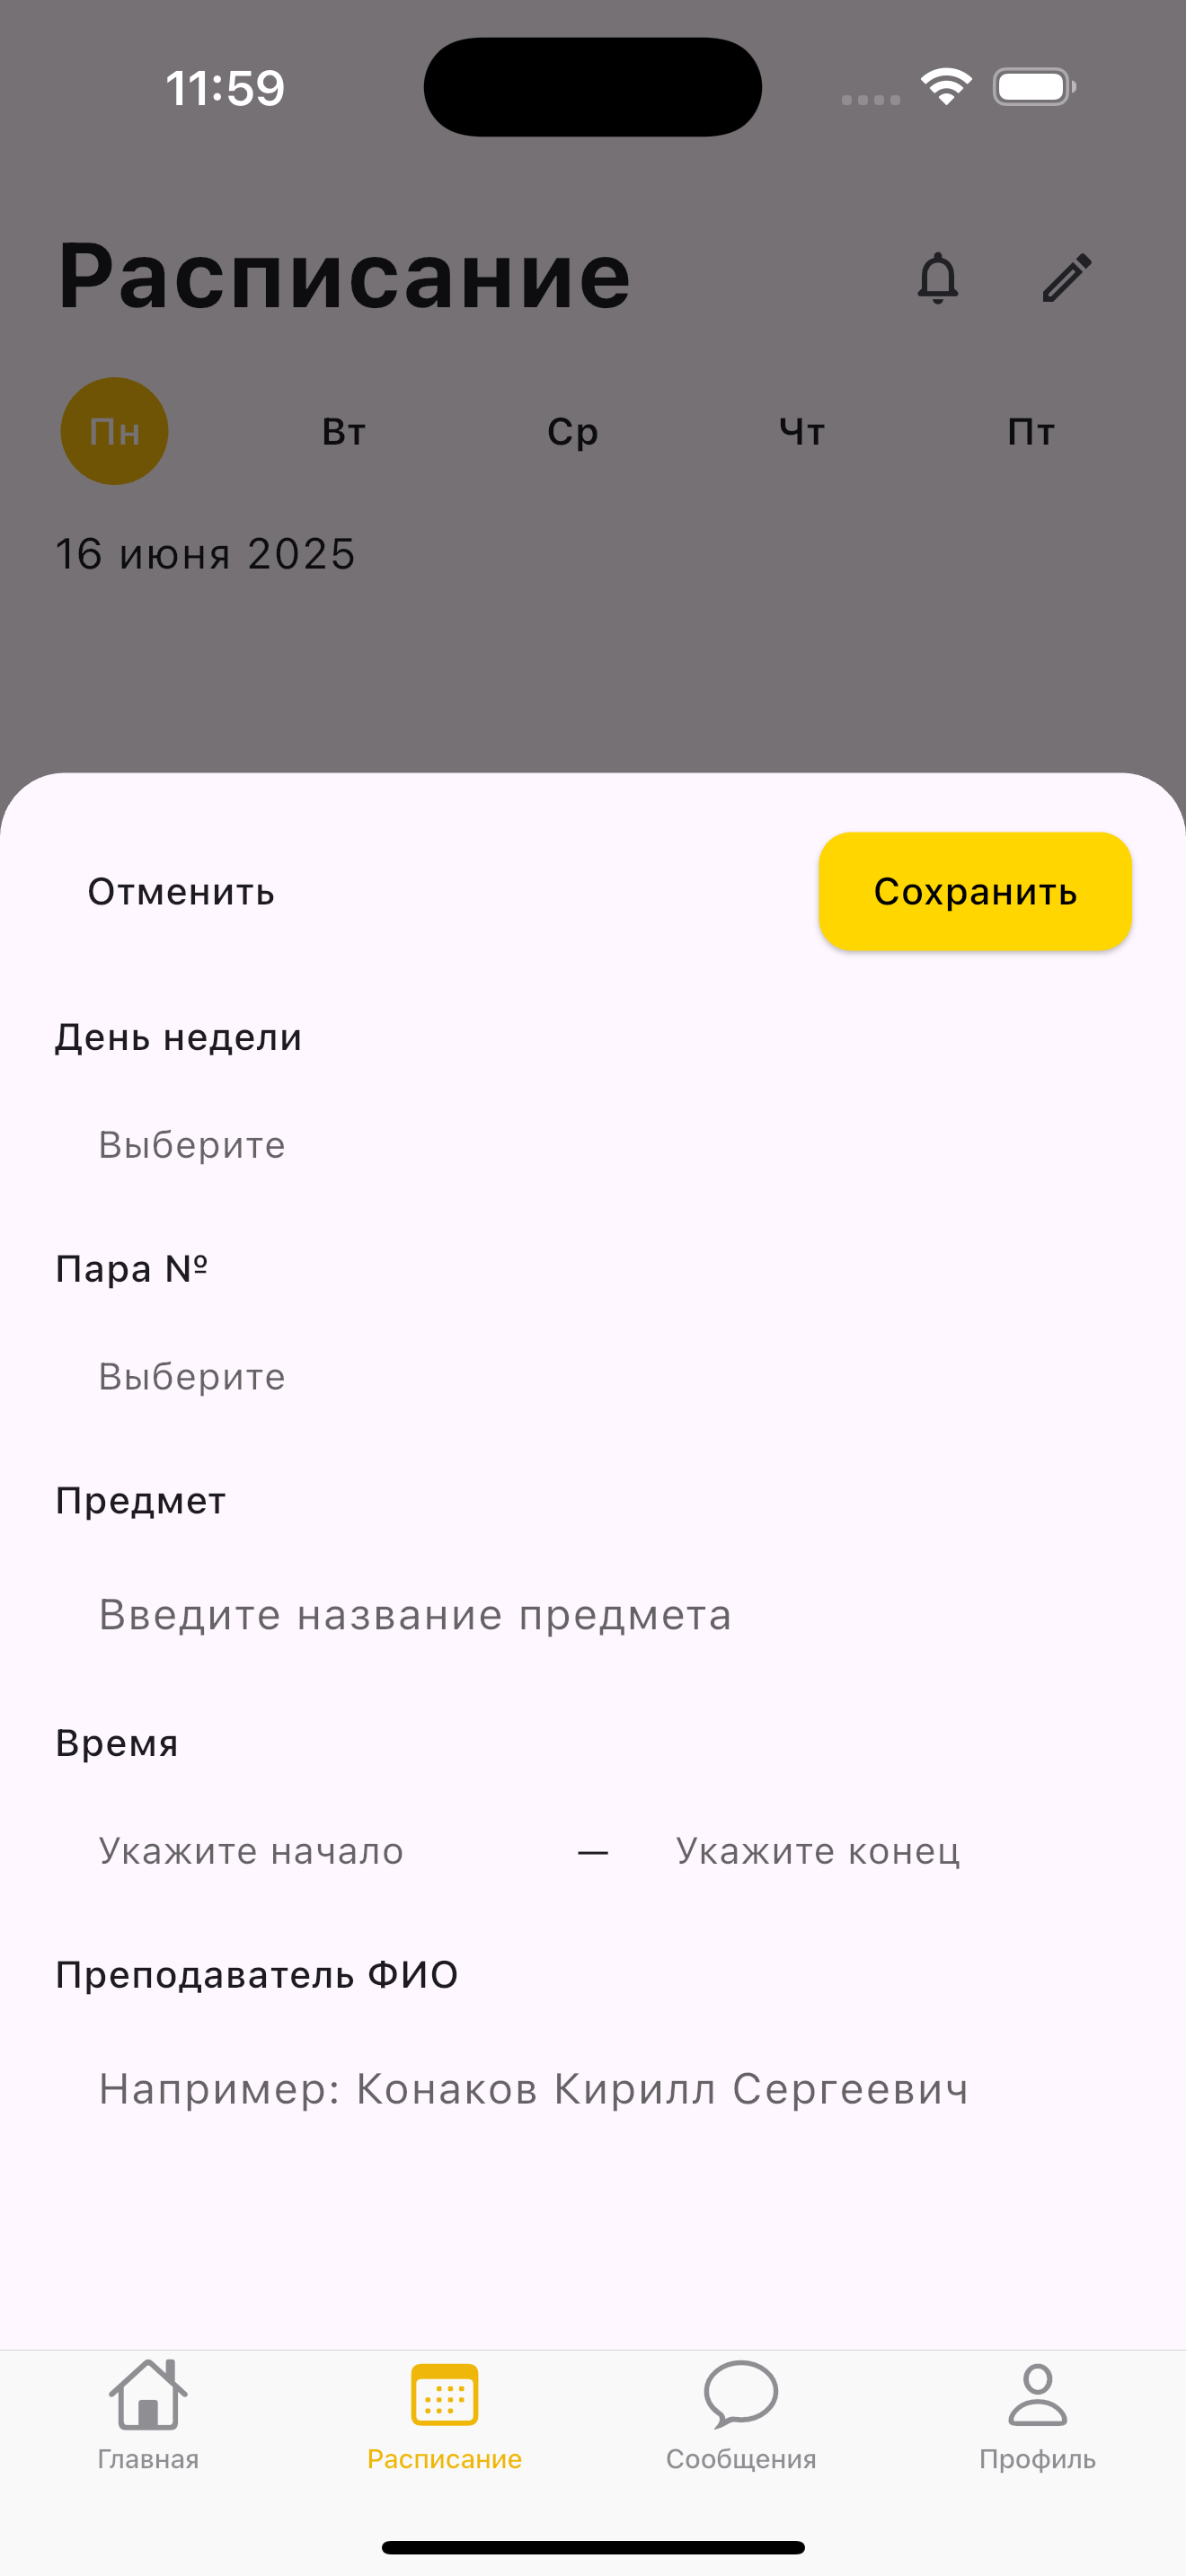 11:59
Расписание
Пн Вт Ср Чт Пт
16 июня 2025
Отменить Сохранить
День недели
Выберите
Пара №
Выберите
Предмет
Введите название предмета
Время
Укажите начало — Укажите конец
Преподаватель ФИО
Например: Конаков Кирилл Сергеевич
Главная Расписание Сообщения Профиль